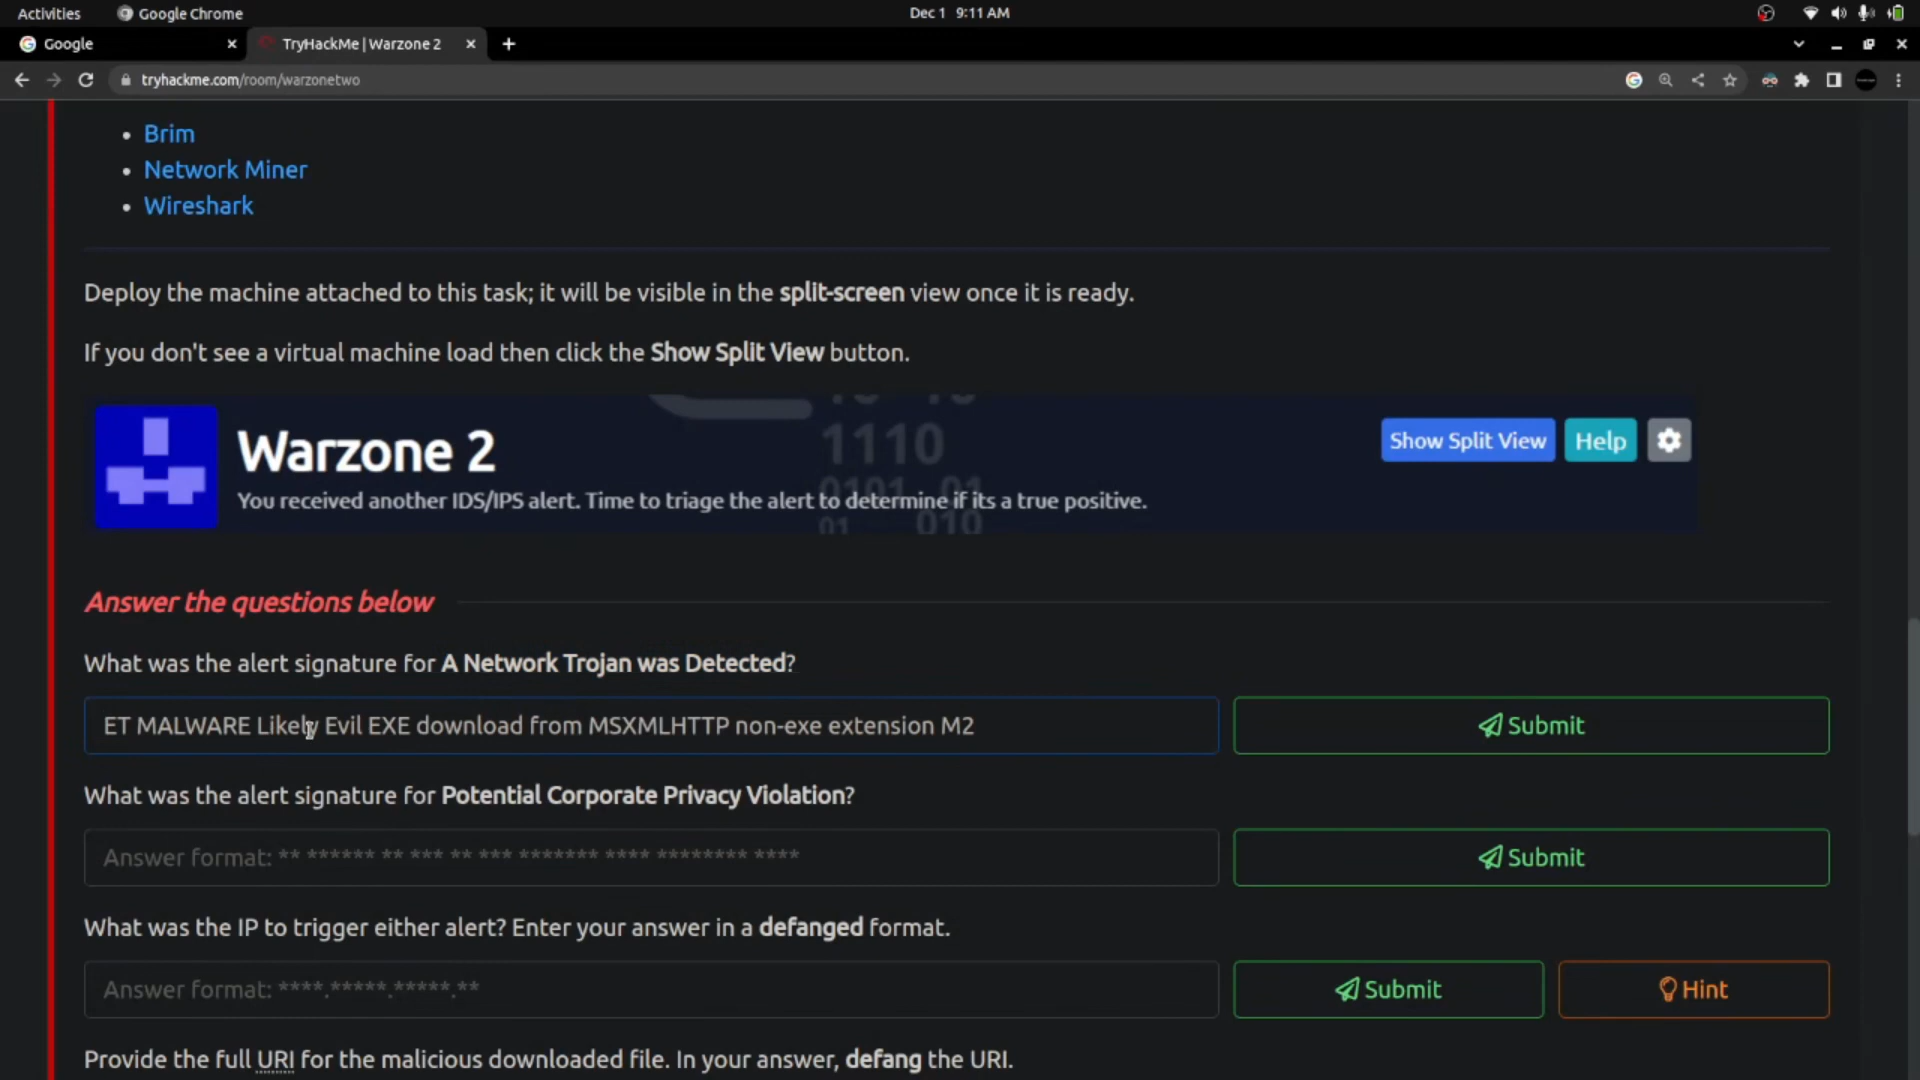 Activities Google Chrome Dec 1 9:11 AM
Google TryHackMe | Warzone 2
tryhackme.com/room/warzonetwo
• Brim
• Network Miner
• Wireshark
Deploy the machine attached to this task; it will be visible in the split-screen view once it is ready.
If you don't see a virtual machine load then click the Show Split View button.
1110
Warzone 2 Show Split View Help
You received another IDS/IPS alert. Time to triage the alert to determine if its a true positive.
01 010
Answer the questions below
What was the alert signature for A Network Trojan was Detected?
ET MALWARE Likely Evil EXE download from MSXMLHTTP non-exe extension M2 Submit
What was the alert signature for Potential Corporate Privacy Violation?
Answer format: ** ****** ** *** ** *** ******* **** ******** **** Submit
What was the IP to trigger either alert? Enter your answer in a defanged format.
Answer format: ****.*****.*****.** Submit Hint
Provide the full URI for the malicious downloaded file. In your answer, defang the URI.